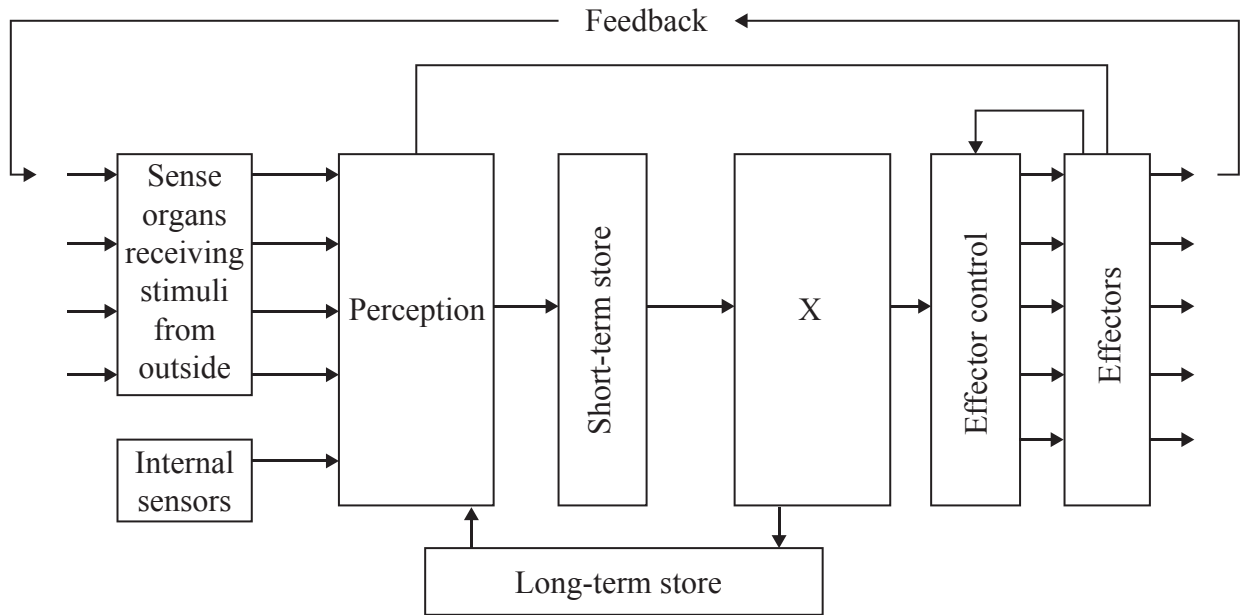 Feedback
Sense
organs
receiving
stimuli
from
outside
Perception
Short-term store
X
Effector control
Effectors
Internal
sensors
Long-term store